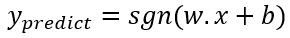 y_predict = sgn(w.x + b)